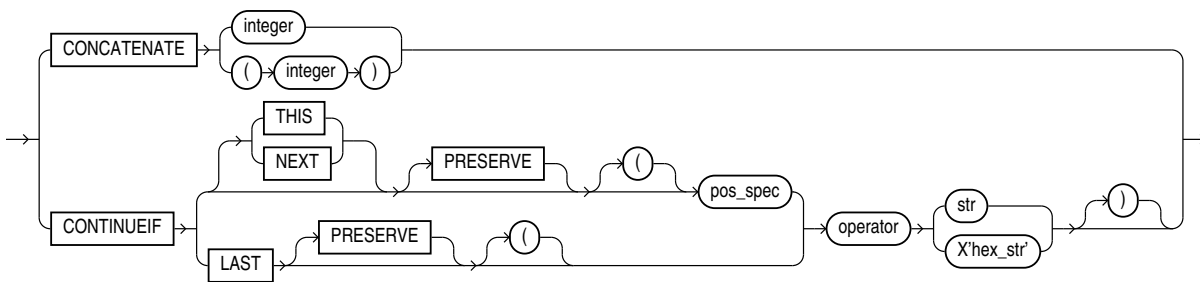 CONCATENATE integer
( integer )
THIS
NEXT PRESERVE (
pos_spec
CONTINUEIF operator str )
X'hex_str'
LAST PRESERVE (